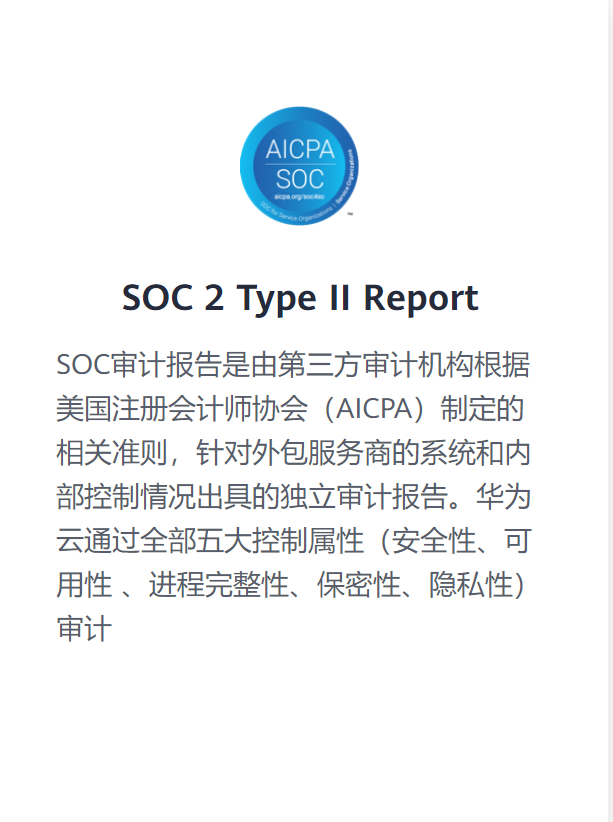 AICPA
SOC
aicpa.org/soc4so
SOC for Service Organizations | Service Organizations
TM
SOC 2 Type II Report
SOC审计报告是由第三方审计机构根据
美国注册会计师协会（AICPA）制定的
相关准则，针对外包服务商的系统和内
部控制情况出具的独立审计报告。华为
云通过全部五大控制属性（安全性、可
用性 、进程完整性、保密性、隐私性）
审计